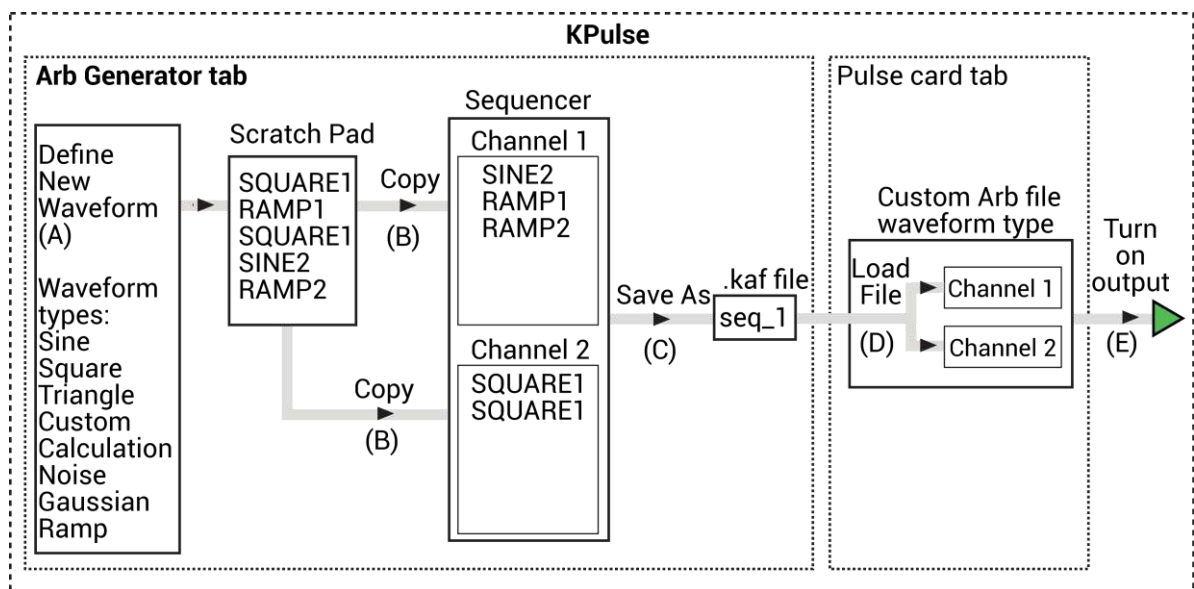 KPulse
Arb Generator tab
Define
New
Waveform
(A)
Waveform
types:
Sine
Square
Triangle
Custom
Calculation
Noise
Gaussian
Ramp
Scratch Pad
SQUARE1
RAMP1
SQUARE1
SINE2
RAMP2
Copy
(B)
Copy
(B)
Sequencer
Channel 1
SINE2
RAMP1
RAMP2
Channel 2
SQUARE1
SQUARE1
Save As
(C)
.kaf file
seq_1
Pulse card tab
Custom Arb file
waveform type
Load
File
(D)
Channel 1
Channel 2
Turn
on
output
(E)